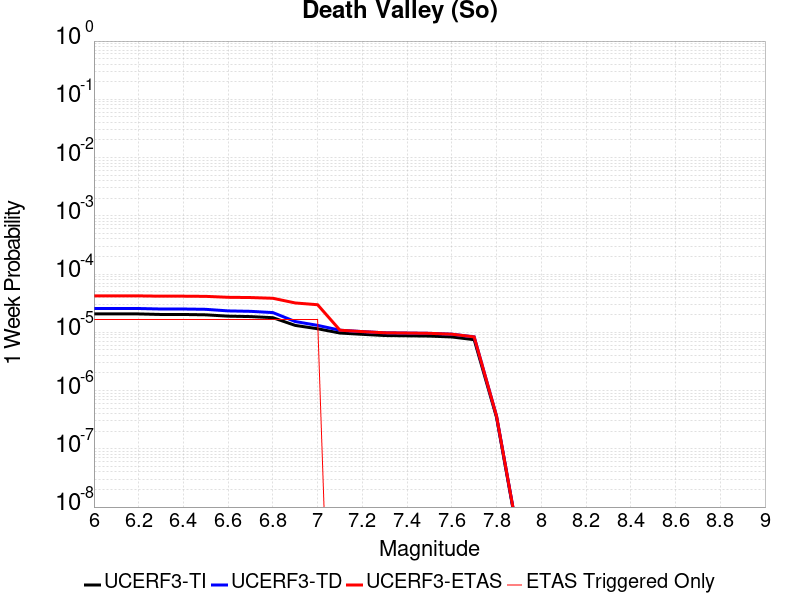 Death Valley (So)
1 Week Probability
10^0
10^-1
10^-2
10^-3
10^-4
10^-5
10^-6
10^-7
10^-8
6 6.2 6.4 6.6 6.8 7 7.2 7.4 7.6 7.8 8 8.2 8.4 8.6 8.8 9
Magnitude
UCERF3-TI UCERF3-TD UCERF3-ETAS ETAS Triggered Only